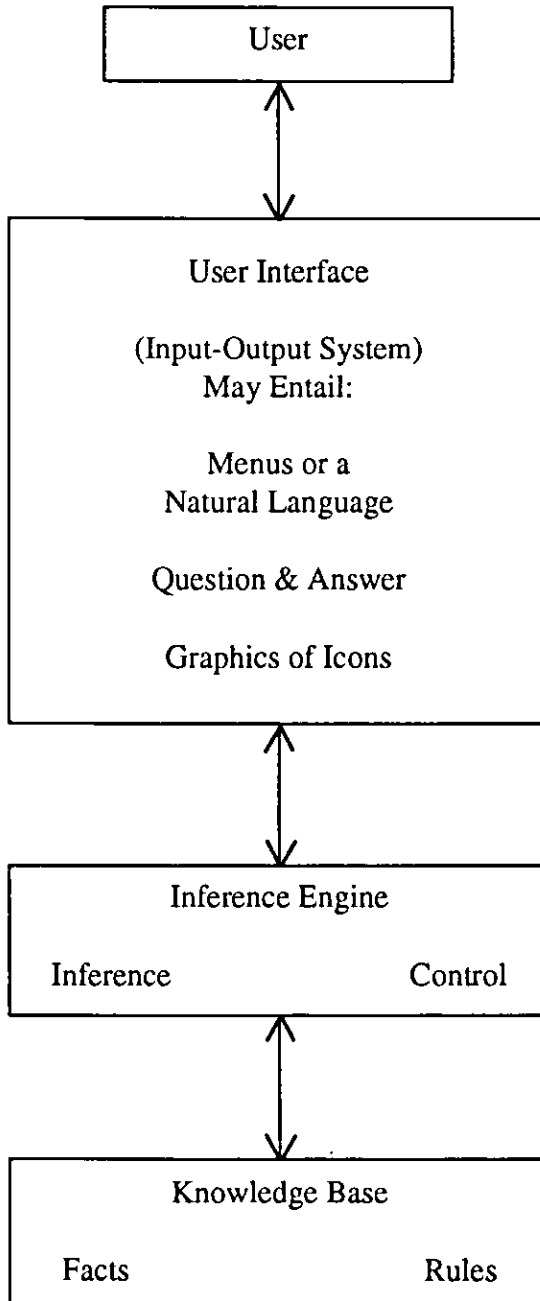 User
User Interface
(Input-Output System)
May Entail:
Menus or a
Natural Language
Question & Answer
Graphics of Icons
Inference Engine
Inference Control
Knowledge Base
Facts Rules